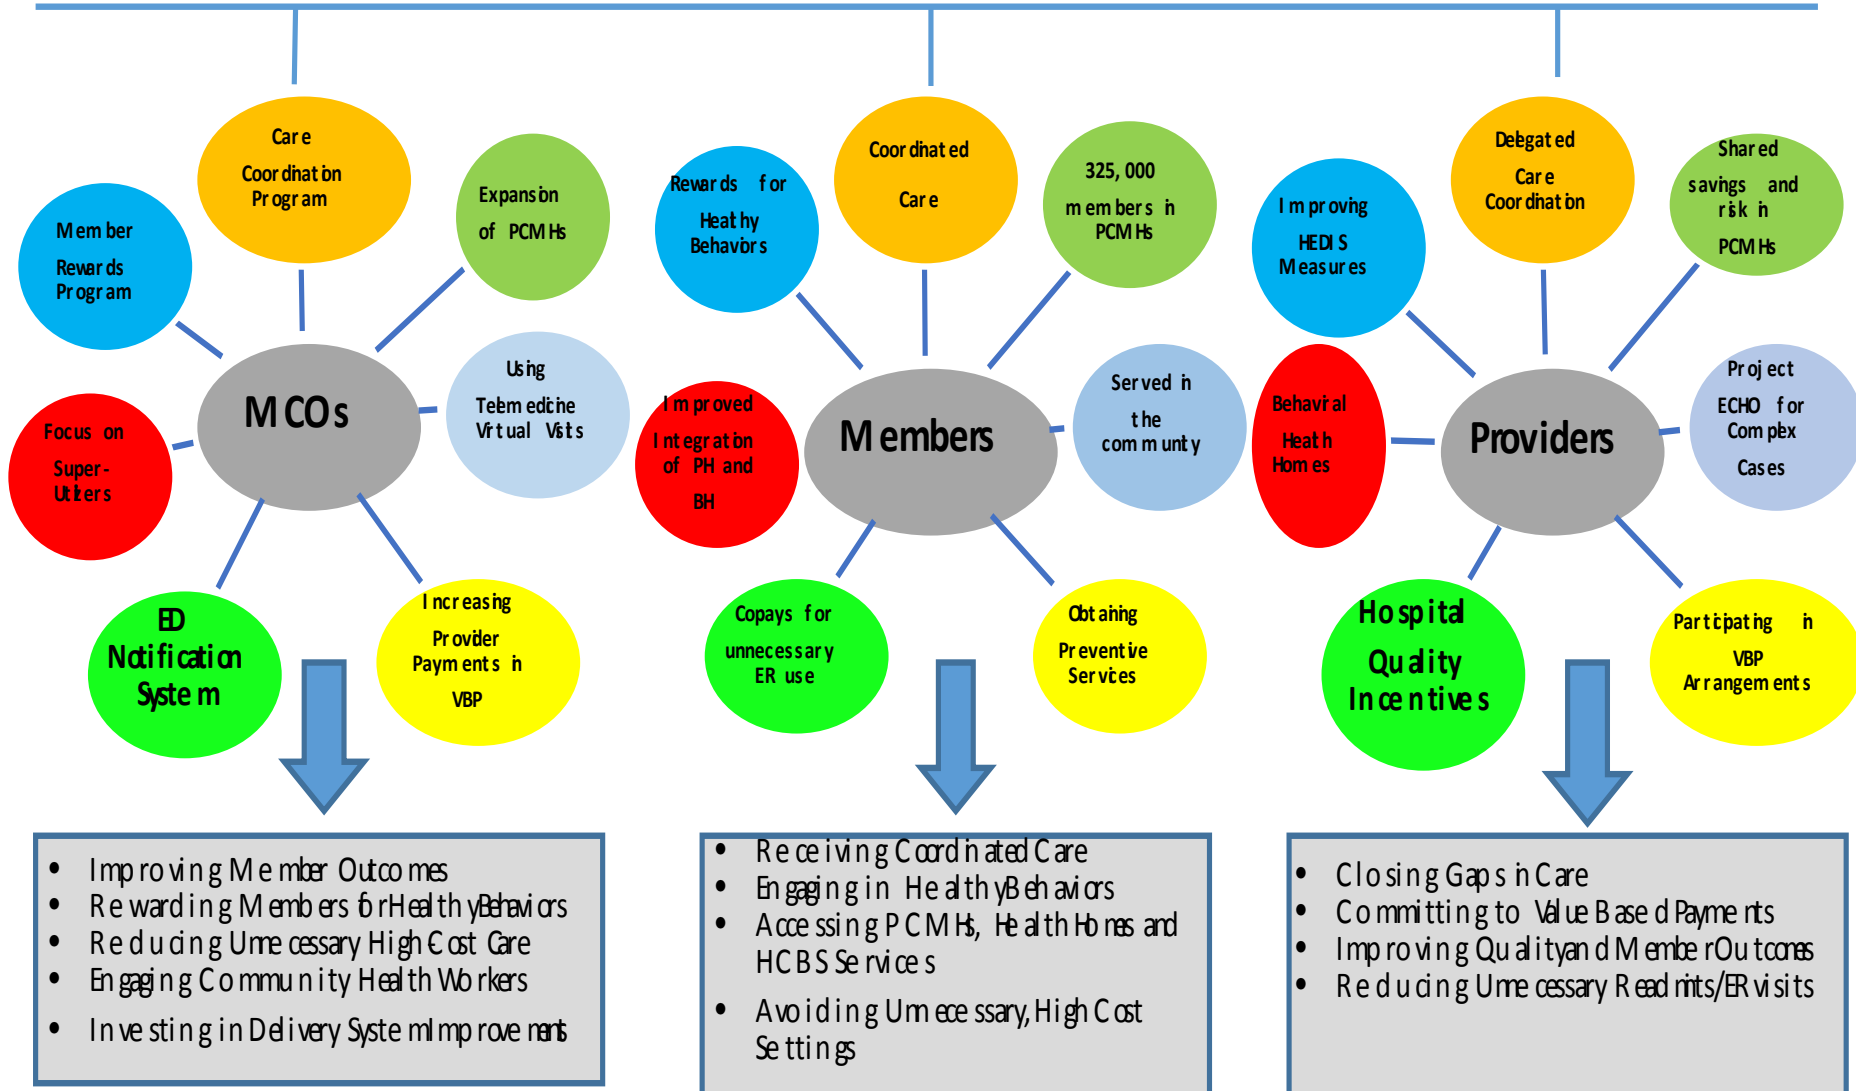 Care
Coordination
Program
Expansion
of PCMHs
Member
Rewards
Program
Using
Telemedicine
Virtual Visits
MCOs
Focus on
Super-
Utilizers
ED
Notification
System
Increasing
Provider
Payments in
VBP
• Improving Member Outcomes
• Rewarding Members for Healthy Behaviors
• Reducing Unnecessary High-Cost Care
• Engaging Community Health Workers
• Investing in Delivery System Improvements
Coordinated
Care
Rewards for
Heathy
Behaviors
325,000
members in
PCMHs
Improved
Integration
of PH and
BH
Members
Served in
the
community
Copays for
unnecessary
ER use
Obtaining
Preventive
Services
• Receiving Coordinated Care
• Engaging in Healthy Behaviors
• Accessing PCMHs, Health Homes and
HCBS Services
• Avoiding Unnecessary, High Cost
Settings
Delegated
Care
Coordination
Shared
savings and
risk in
PCMHs
Improving
HEDIS
Measures
Behavioral
Heath
Homes
Providers
Project
ECHO for
Complex
Cases
Hospital
Quality
Incentives
Participating in
VBP
Arrangements
• Closing Gaps in Care
• Committing to Value Based Payments
• Improving Quality and Member Outcomes
• Reducing Unnecessary Readmits/ER visits